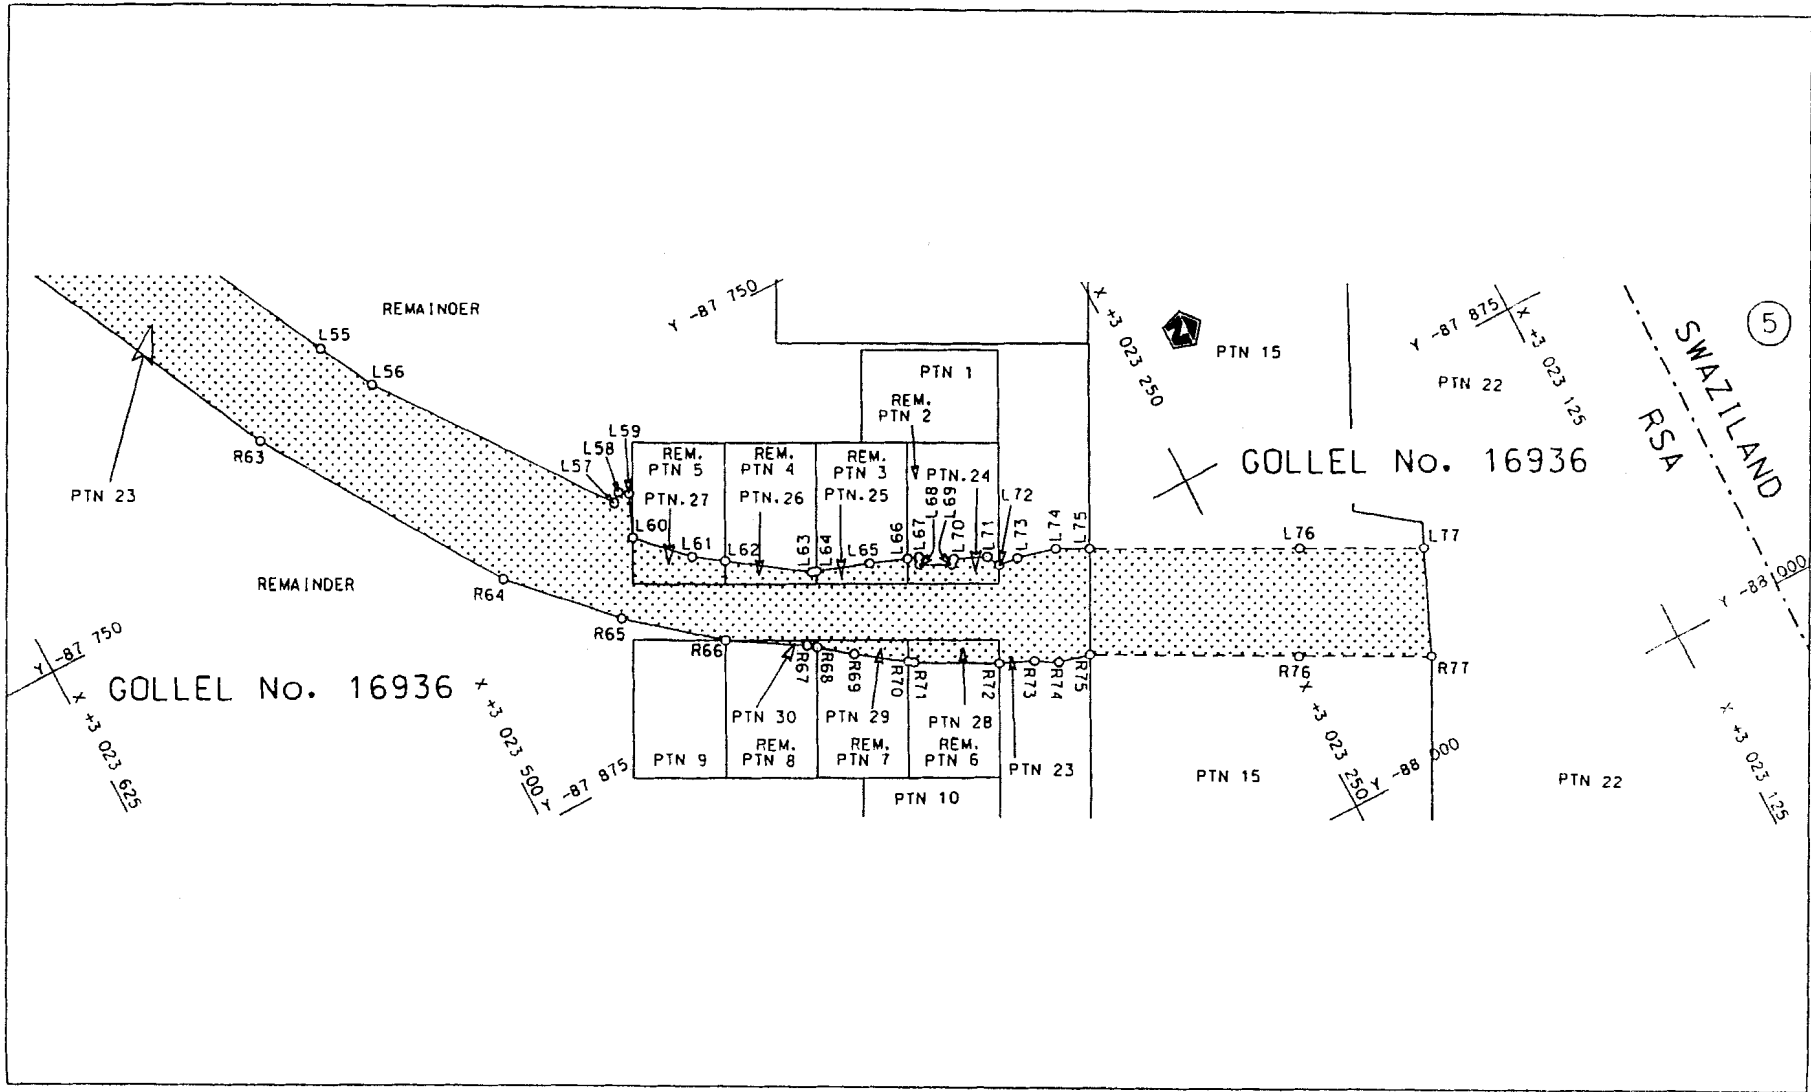 5
SWAZILAND
RSA
REMAINDER
Y -87 750
X +3 023 250
PTN 15
Y -87 875
X +3 023 125
PTN 22
L55
L56
PTN 1
REM.
PTN 2
GOLLEL No. 16936
R63
PTN 23
L57
L58
L59
REM.
PTN 5
REM.
PTN 4
REM.
PTN 3
PTN.27
PTN.26
PTN.25
PTN.24
L60
L61
L62
L63
L64
L65
L66
L67
L68
L69
L70
L71
L72
L73
L74
L75
L76
L77
Y -88 000
REMAINDER
R64
R65
R66
R67
R68
R69
R70
R71
R72
R73
R74
R75
R76
R77
Y -87 750
X +3 023 625
GOLLEL No. 16936
X +3 023 500
Y -87 875
PTN 30
PTN 29
PTN 28
PTN 9
REM.
PTN 8
REM.
PTN 7
REM.
PTN 6
PTN 23
PTN 10
PTN 15
X +3 023 250
Y -88 000
PTN 22
X +3 023 125